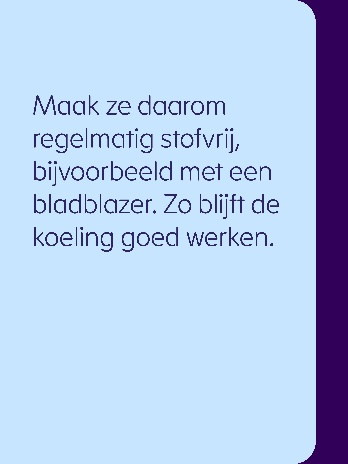 Maak ze daarom
regelmatig stofvrij,
bijvoorbeeld met een
bladblazer. Zo blijft de
koeling goed werken.